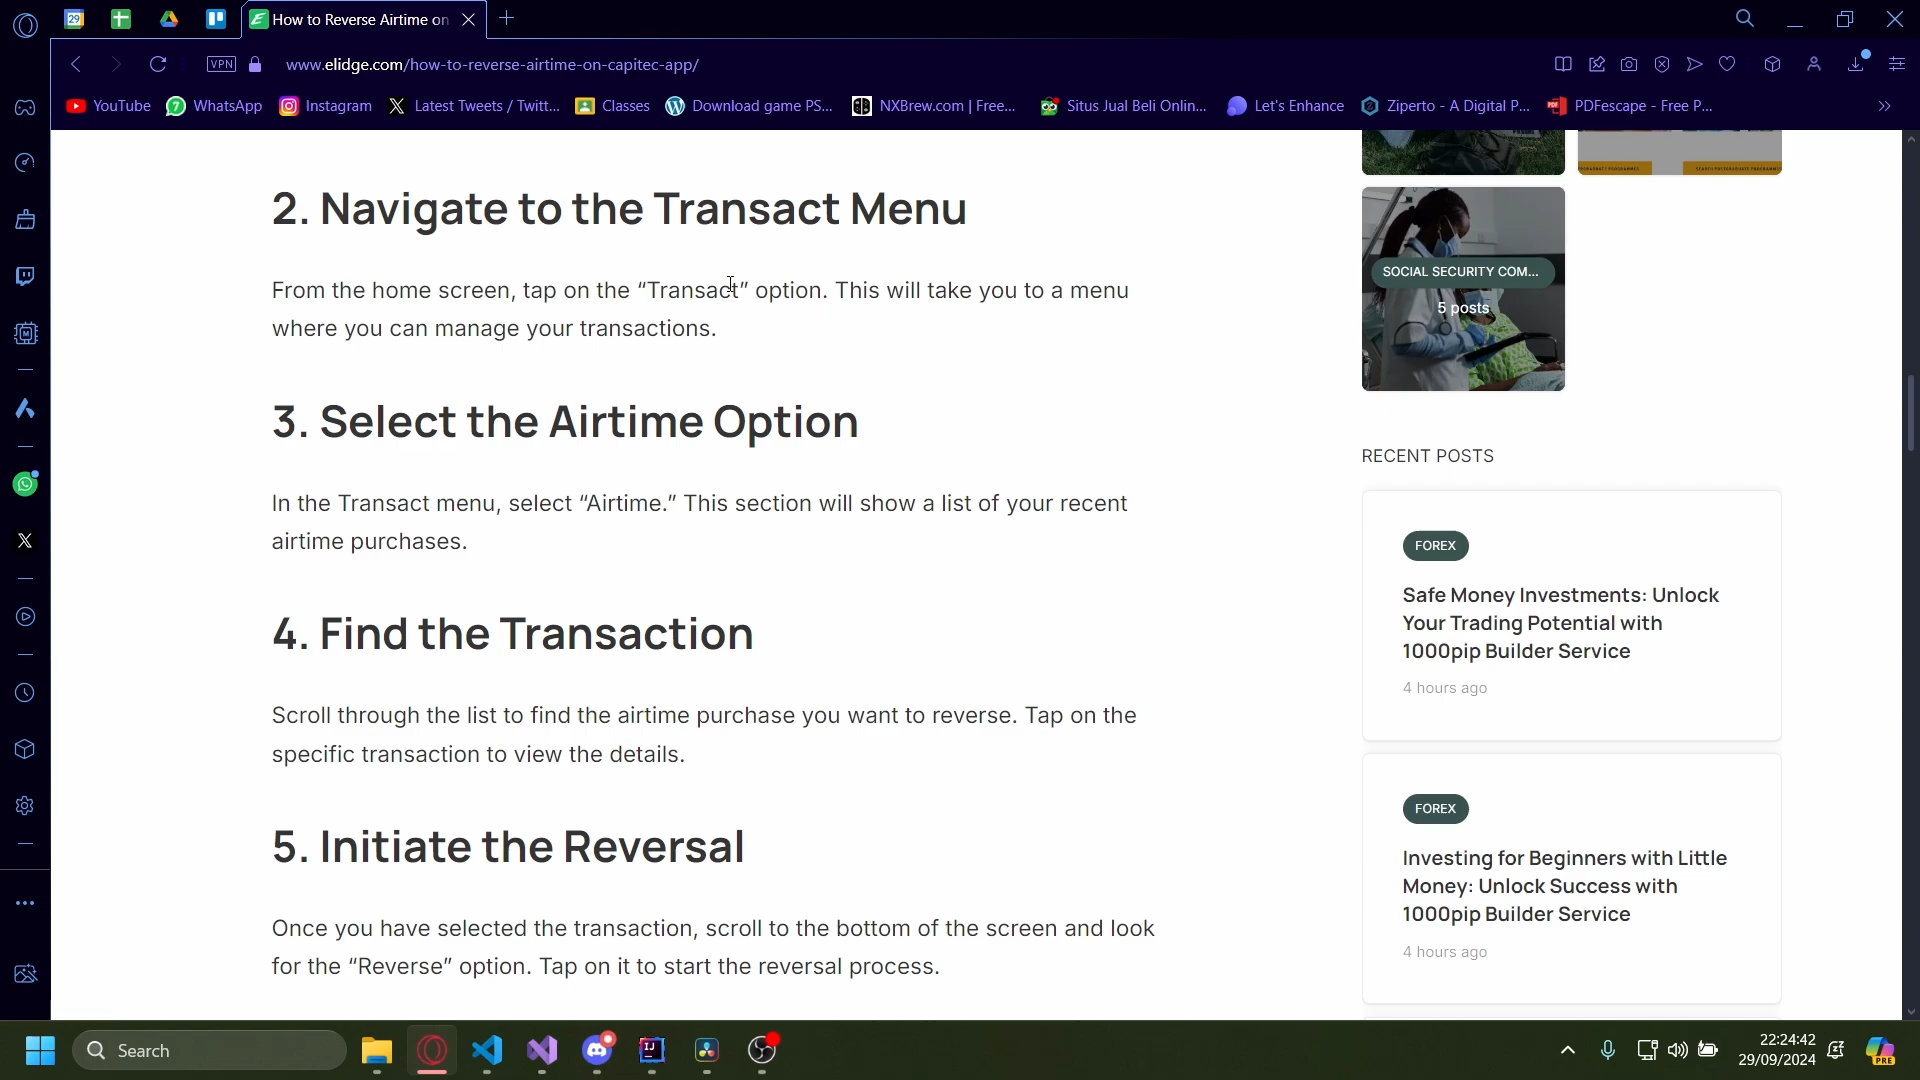 29
How to Reverse Airtime on
VPN
www.elidge.com/how-to-reverse-airtime-on-capitec-app/
YouTube
WhatsApp
Instagram
Latest Tweets / Twitt...
Classes
Download game PS...
NXBrew.com | Free...
Situs Jual Beli Onlin...
Let's Enhance
Ziperto - A Digital P...
PDFescape - Free P...
2. Navigate to the Transact Menu
From the home screen, tap on the “Transact” option. This will take you to a menu
where you can manage your transactions.
3. Select the Airtime Option
In the Transact menu, select “Airtime.” This section will show a list of your recent
airtime purchases.
4. Find the Transaction
Scroll through the list to find the airtime purchase you want to reverse. Tap on the
specific transaction to view the details.
5. Initiate the Reversal
Once you have selected the transaction, scroll to the bottom of the screen and look
for the “Reverse” option. Tap on it to start the reversal process.
SOCIAL SECURITY COM...
5 posts
RECENT POSTS
FOREX
Safe Money Investments: Unlock
Your Trading Potential with
1000pip Builder Service
4 hours ago
FOREX
Investing for Beginners with Little
Money: Unlock Success with
1000pip Builder Service
4 hours ago
Search
22:24:42
29/09/2024
PRE